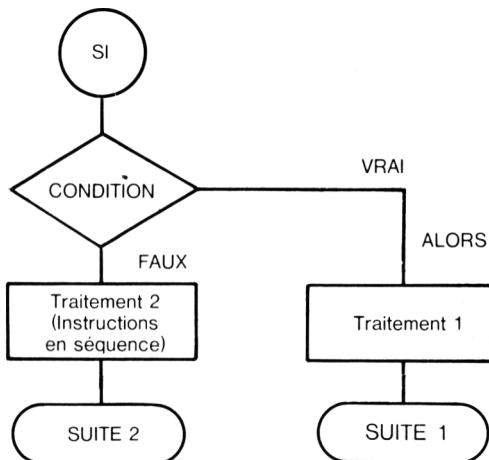 SI
CONDITION
VRAI
ALORS
FAUX
Traitement 2
(Instructions
en séquence)
Traitement 1
SUITE 2
SUITE 1